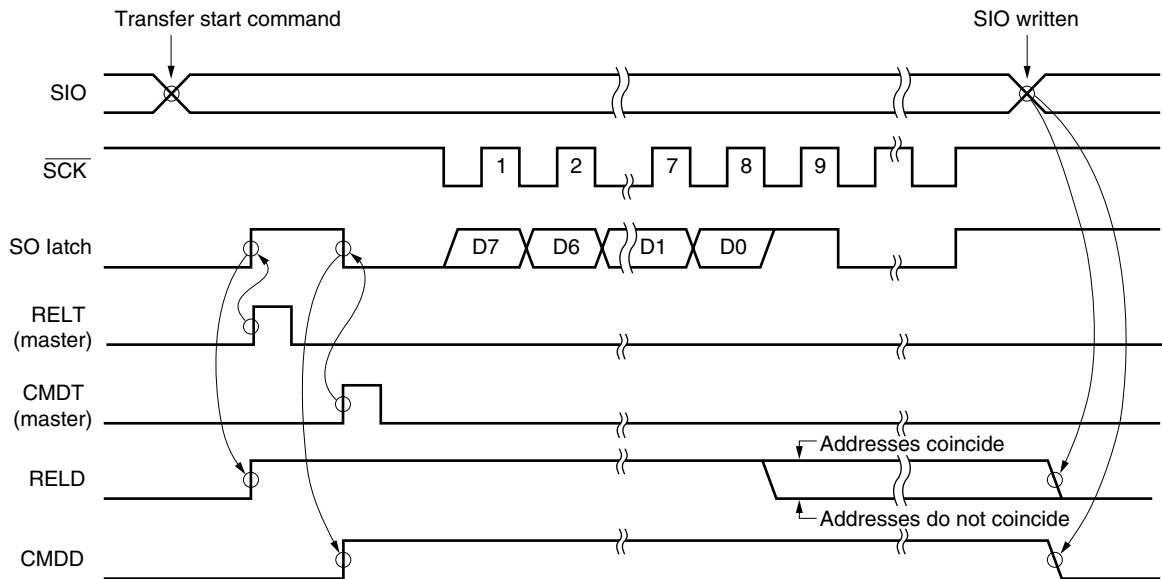 Transfer start command
SIO written
SIO
SCK
1 2 7 8 9
SO latch
D7 D6 D1 D0
RELT
(master)
CMDT
(master)
Addresses coincide
RELD
Addresses do not coincide
CMDD